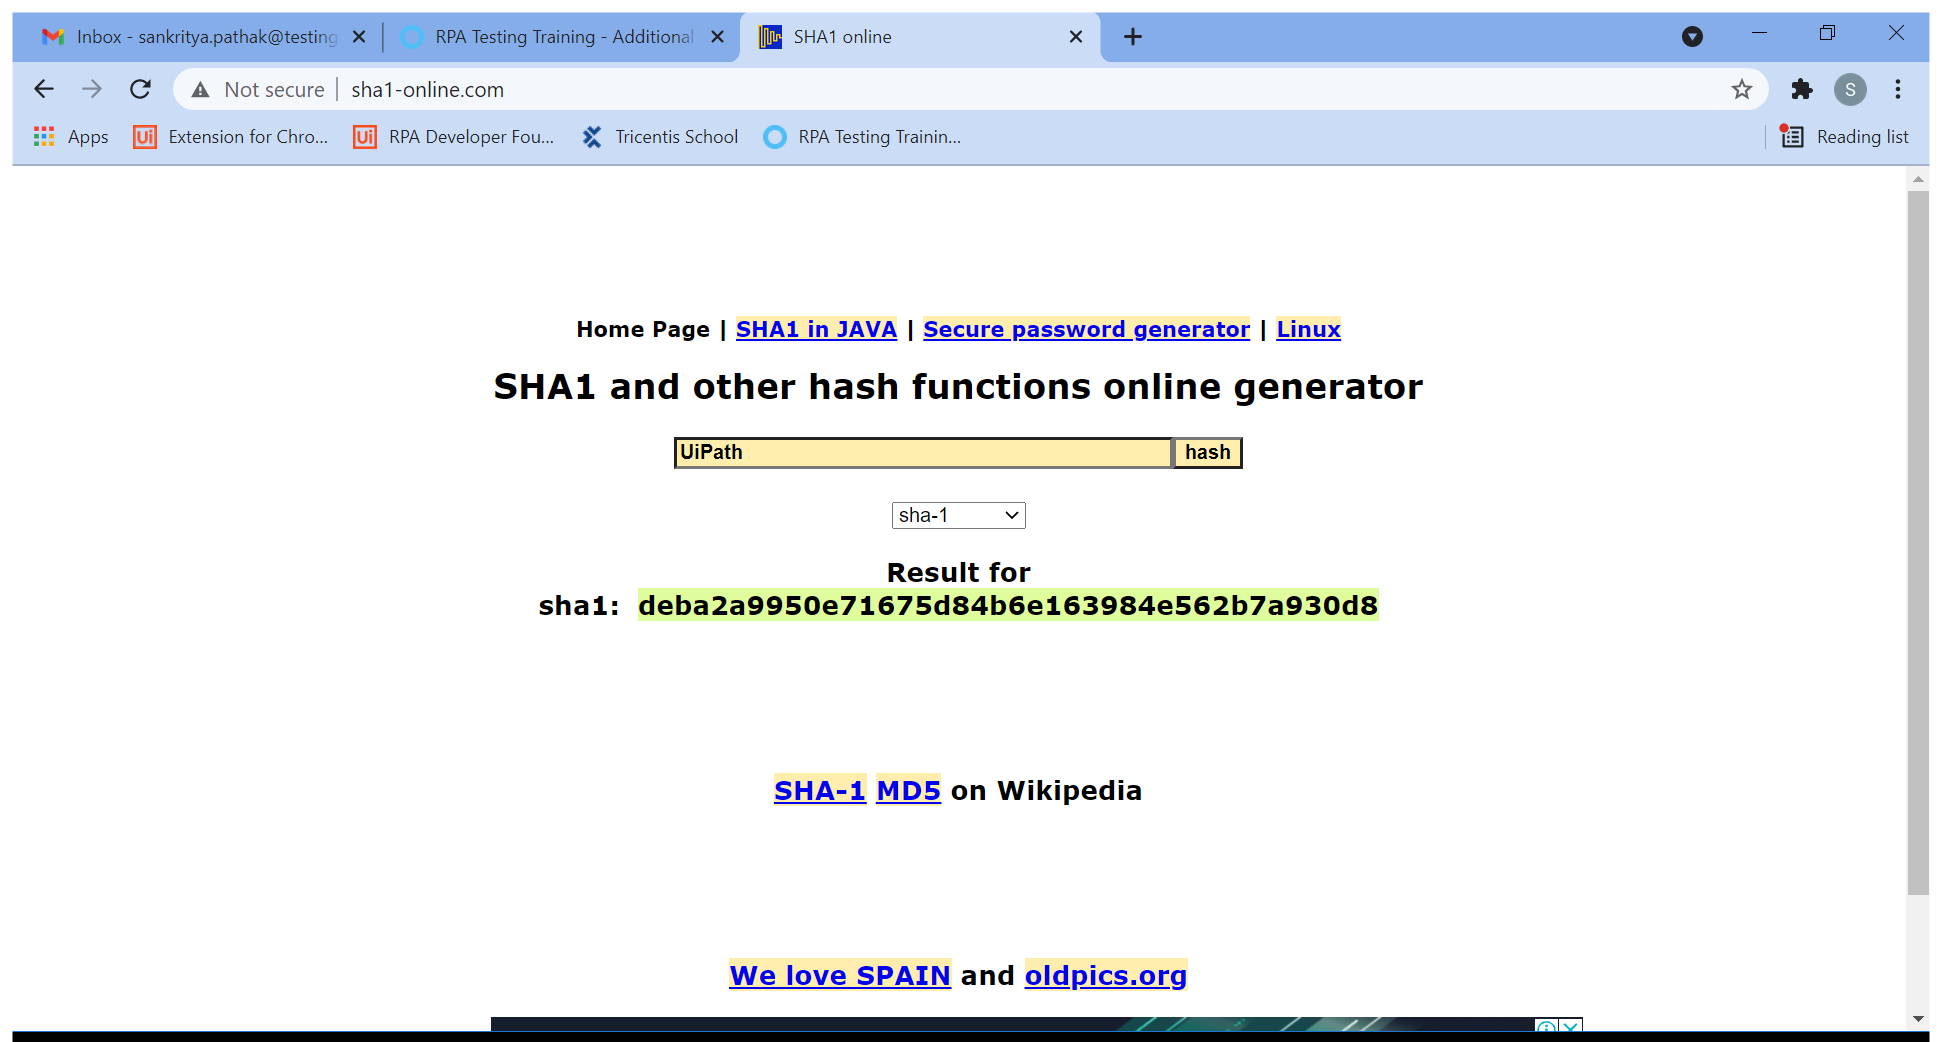 Inbox - sankritya.pathak@testing
RPA Testing Training - Additional
SHA1 online
Not secure
sha1-online.com
S
Apps
Ui
Extension for Chro...
Ui
RPA Developer Fou...
Tricentis School
RPA Testing Trainin...
Reading list
Home Page | SHA1 in JAVA | Secure password generator | Linux
SHA1 and other hash functions online generator
UiPath
hash
sha-1
Result for
sha1: deba2a9950e71675d84b6e163984e562b7a930d8
SHA-1 MD5 on Wikipedia
We love SPAIN and oldpics.org